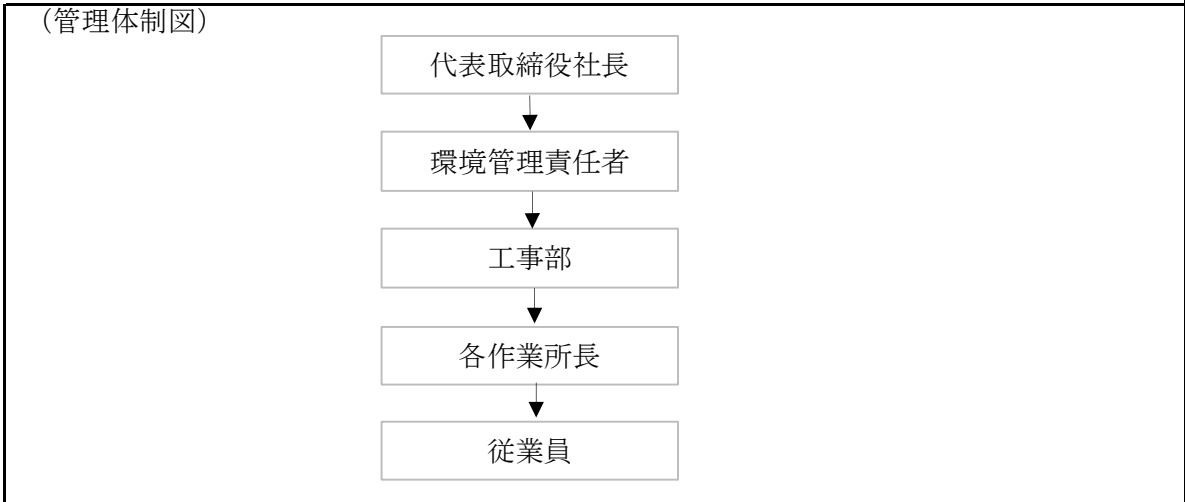 （管理体制図）
代表取締役社長
環境管理責任者
工事部
各作業所長
従業員